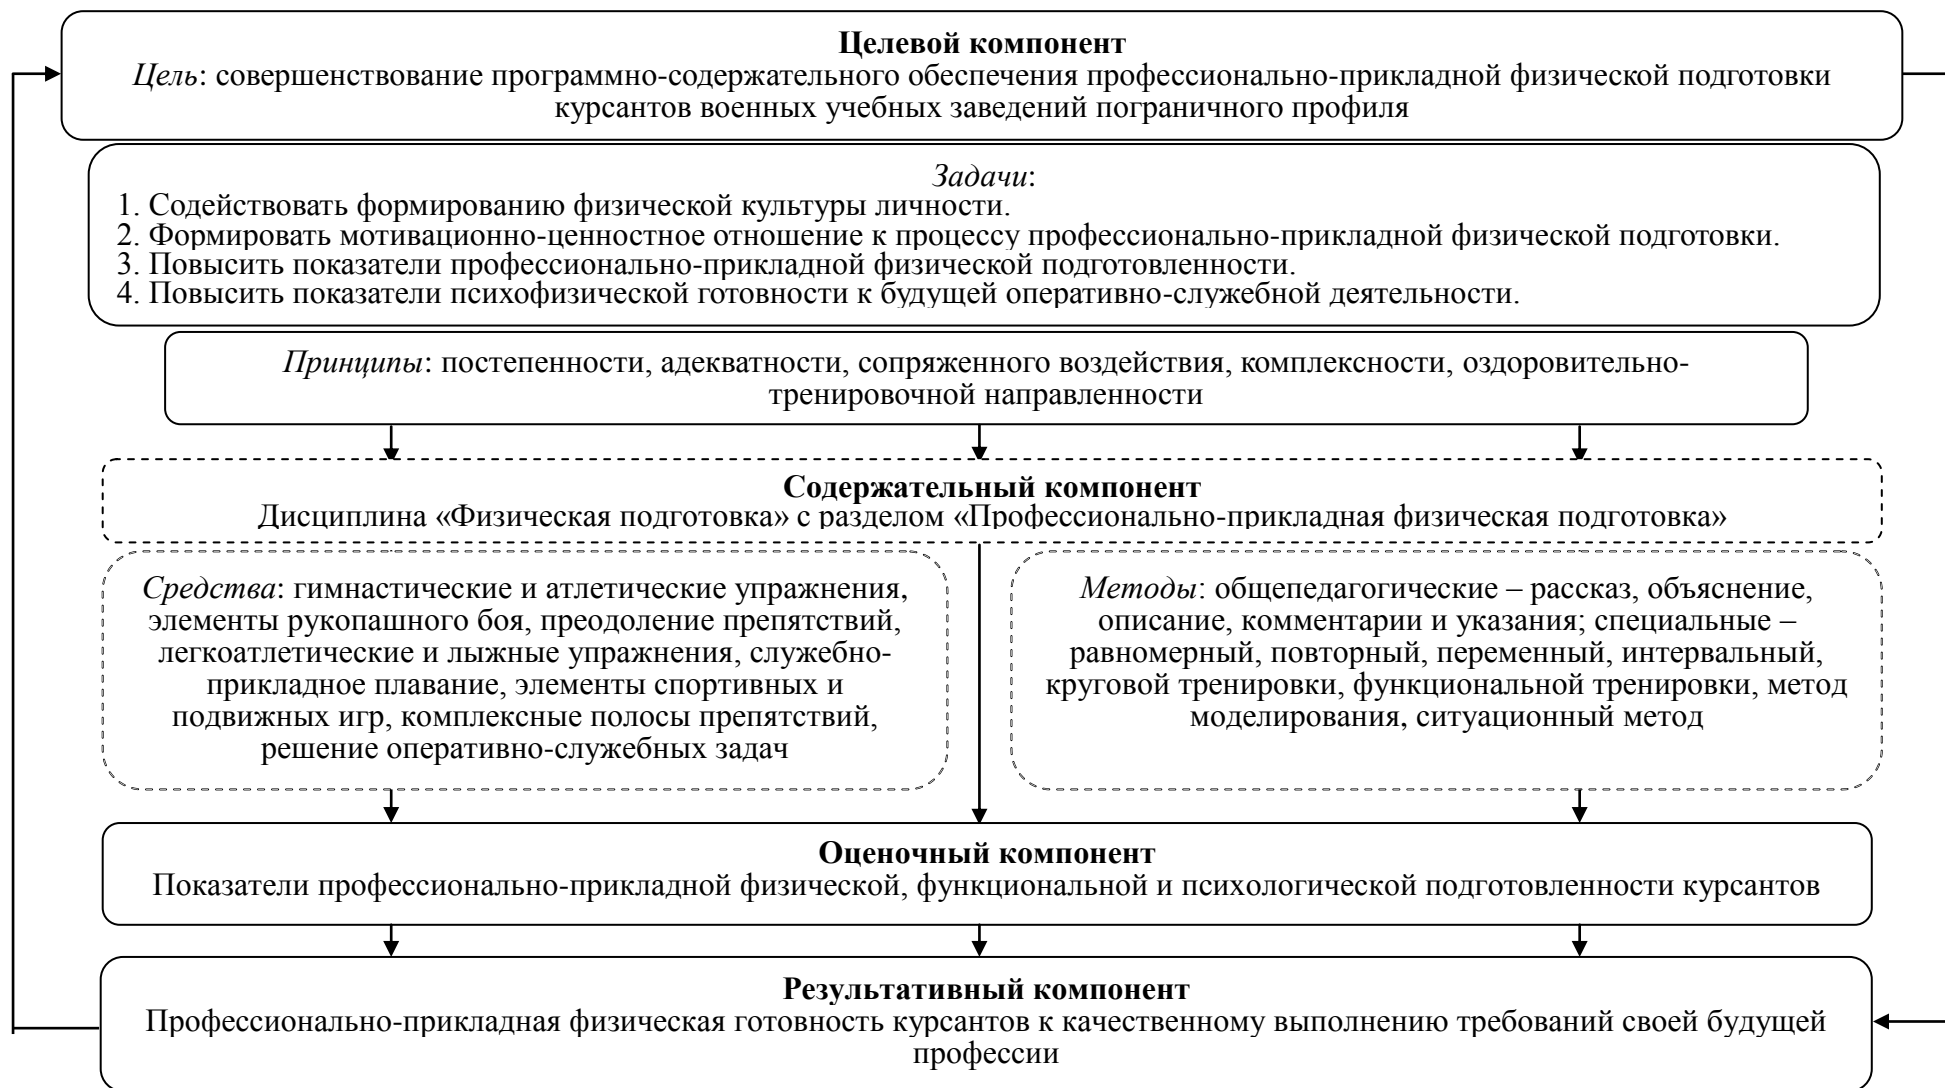 Целевой компонент
Цель: совершенствование программно-содержательного обеспечения профессионально-прикладной физической подготовки
курсантов военных учебных заведений пограничного профиля
Задачи:
1. Содействовать формированию физической культуры личности.
2. Формировать мотивационно-ценностное отношение к процессу профессионально-прикладной физической подготовки.
3. Повысить показатели профессионально-прикладной физической подготовленности.
4. Повысить показатели психофизической готовности к будущей оперативно-служебной деятельности.
Принципы: постепенности, адекватности, сопряженного воздействия, комплексности, оздоровительно-
тренировочной направленности
Содержательный компонент
Дисциплина «Физическая подготовка» с разделом «Профессионально-прикладная физическая подготовка»
Средства: гимнастические и атлетические упражнения,
элементы рукопашного боя, преодоление препятствий,
легкоатлетические и лыжные упражнения, служебно-
прикладное плавание, элементы спортивных и
подвижных игр, комплексные полосы препятствий,
решение оперативно-служебных задач
Методы: общепедагогические – рассказ, объяснение,
описание, комментарии и указания; специальные –
равномерный, повторный, переменный, интервальный,
круговой тренировки, функциональной тренировки, метод
моделирования, ситуационный метод
Оценочный компонент
Показатели профессионально-прикладной физической, функциональной и психологической подготовленности курсантов
Результативный компонент
Профессионально-прикладная физическая готовность курсантов к качественному выполнению требований своей будущей
профессии